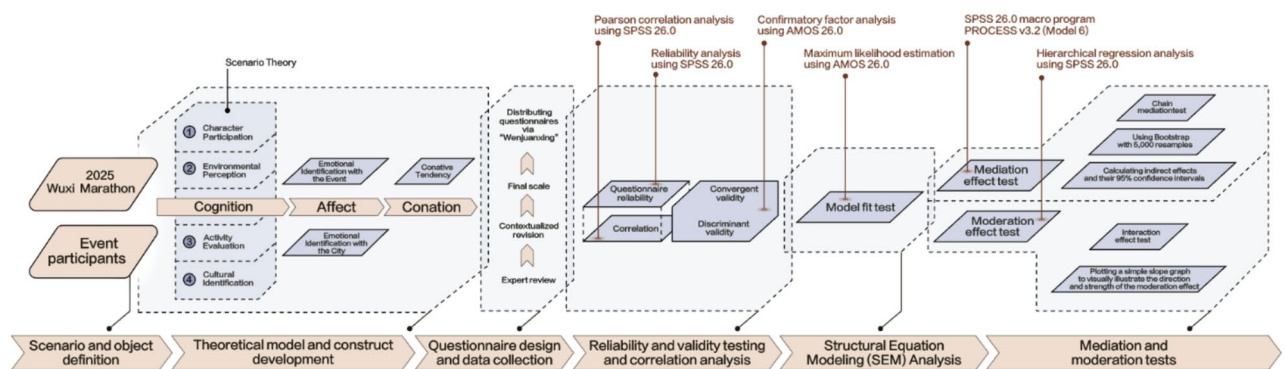 Pearson correlation analysis
using SPSS 26.0
Confirmatory factor analysis
using AMOS 26.0
SPSS 26.0 macro program
PROCESS v3.2 (Model 6)
Reliability analysis
using SPSS 26.0
Maximum likelihood estimation
using AMOS 26.0
Hierarchical regression analysis
using SPSS 26.0
Scenario Theory
2025
Wuxi Marathon
Event
participants
1
Character
Participation
2
Environmental
Perception
Cognition
3
Activity
Evaluation
4
Cultural
Identification
Emotional
Identification with
the Event
Affect
Emotional
Identification with
the City
Conative
Tendency
Conation
Distributing
questionnaires
via
"Wenjuanxing"
Final scale
Contextualized
revision
Expert review
Questionnaire
reliability
Correlation
Convergent
validity
Discriminant
validity
Model fit test
Mediation
effect test
Moderation
effect test
Chain
mediationtest
Using Bootstrap
with 5,000 resamples
Calculating indirect effects
and their 95% confidence intervals
Interaction
effect test
Plotting a simple slope graph
to visually illustrate the direction
and strength of the moderation effect
Scenario and object
definition
Theoretical model and construct
development
Questionnaire design
and data collection
Reliability and validity testing
and correlation analysis
Structural Equation
Modeling (SEM) Analysis
Mediation and
moderation tests